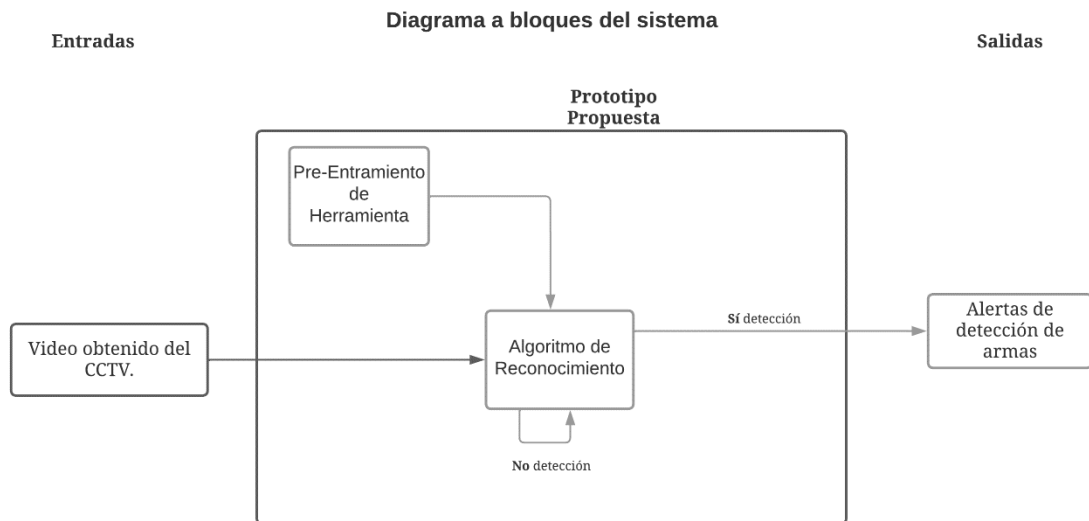 Diagrama a bloques del sistema
Entradas
Salidas
Prototipo
Propuesta
Pre-Entramiento
de
Herramienta
Video obtenido del
CCTV.
Algoritmo de
Reconocimiento
Sí detección
No detección
Alertas de
detección de
armas